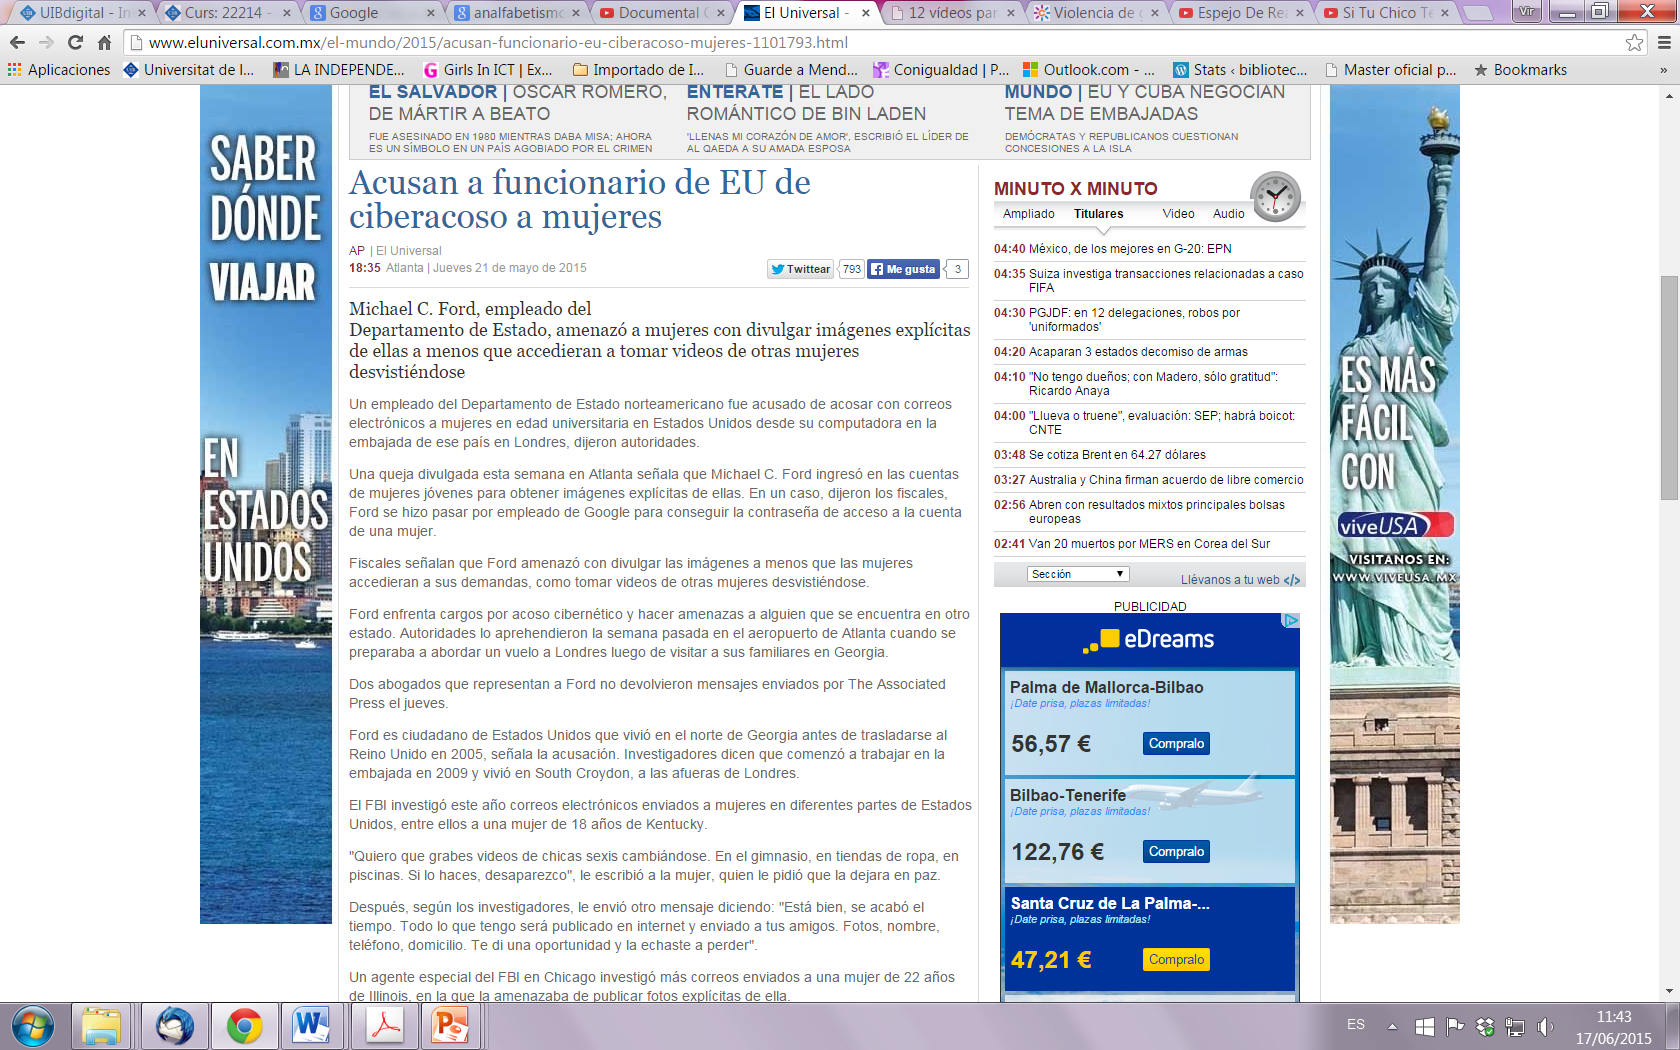 UIBdigital - In
Curs: 22214 -
Google
analfabetismo
Documental C
El Universal -
12 vídeos par
Violencia de g
Espejo De Rea
Si Tu Chico Te
Vir
www.eluniversal.com.mx/el-mundo/2015/acusan-funcionario-eu-ciberacoso-mujeres-1101793.html
Aplicaciones
Universitat de I...
LA INDEPENDE...
Girls In ICT | Ex...
Importado de I...
Guarde a Mend...
Conigualdad | P...
Outlook.com - ...
Stats ‹ bibliotec...
Master oficial p...
Bookmarks
»
SABER
DÓNDE
VIAJAR
EN
ESTADOS
UNIDOS
EL SALVADOR | OSCAR ROMERO,
DE MÁRTIR A BEATO
FUE ASESINADO EN 1980 MIENTRAS DABA MISA; AHORA
ES UN SÍMBOLO EN UN PAÍS AGOBIADO POR EL CRIMEN
ENTERATE | EL LADO
ROMÁNTICO DE BIN LADEN
'LLENAS MI CORAZÓN DE AMOR', ESCRIBIÓ EL LÍDER DE
AL QAEDA A SU AMADA ESPOSA
MUNDO | EU Y CUBA NEGOCIAN
TEMA DE EMBAJADAS
DEMÓCRATAS Y REPUBLICANOS CUESTIONAN
CONCESIONES A LA ISLA
Acusan a funcionario de EU de
ciberacoso a mujeres
AP | El Universal
18:35 Atlanta | Jueves 21 de mayo de 2015
Twittear 793 Me gusta 3
Michael C. Ford, empleado del
Departamento de Estado, amenazó a mujeres con divulgar imágenes explícitas
de ellas a menos que accedieran a tomar videos de otras mujeres
desvistiéndose
Un empleado del Departamento de Estado norteamericano fue acusado de acosar con correos
electrónicos a mujeres en edad universitaria en Estados Unidos desde su computadora en la
embajada de ese país en Londres, dijeron autoridades.
Una queja divulgada esta semana en Atlanta señala que Michael C. Ford ingresó en las cuentas
de mujeres jóvenes para obtener imágenes explícitas de ellas. En un caso, dijeron los fiscales,
Ford se hizo pasar por empleado de Google para conseguir la contraseña de acceso a la cuenta
de una mujer.
Fiscales señalan que Ford amenazó con divulgar las imágenes a menos que las mujeres
accedieran a sus demandas, como tomar videos de otras mujeres desvistiéndose.
Ford enfrenta cargos por acoso cibernético y hacer amenazas a alguien que se encuentra en otro
estado. Autoridades lo aprehendieron la semana pasada en el aeropuerto de Atlanta cuando se
preparaba a abordar un vuelo a Londres luego de visitar a sus familiares en Georgia.
Dos abogados que representan a Ford no devolvieron mensajes enviados por The Associated
Press el jueves.
Ford es ciudadano de Estados Unidos que vivió en el norte de Georgia antes de trasladarse al
Reino Unido en 2005, señala la acusación. Investigadores dicen que comenzó a trabajar en la
embajada en 2009 y vivió en South Croydon, a las afueras de Londres.
El FBI investigó este año correos electrónicos enviados a mujeres en diferentes partes de Estados
Unidos, entre ellos a una mujer de 18 años de Kentucky.
"Quiero que grabes videos de chicas sexis cambiándose. En el gimnasio, en tiendas de ropa, en
piscinas. Si lo haces, desaparezco", le escribió a la mujer, quien le pidió que la dejara en paz.
Después, según los investigadores, le envió otro mensaje diciendo: "Está bien, se acabó el
tiempo. Todo lo que tengo será publicado en internet y enviado a tus amigos. Fotos, nombre,
teléfono, domicilio. Te di una oportunidad y la echaste a perder".
Un agente especial del FBI en Chicago investigó más correos enviados a una mujer de 22 años
de Illinois, en la que la amenazaba de publicar fotos explícitas de ella.
MINUTO X MINUTO
Ampliado Titulares Video Audio
04:40 México, de los mejores en G-20: EPN
04:35 Suiza investiga transacciones relacionadas a caso
FIFA
04:30 PGJDF: en 12 delegaciones, robos por
'uniformados'
04:20 Acaparan 3 estados decomiso de armas
04:10 "No tengo dueños; con Madero, sólo gratitud":
Ricardo Anaya
04:00 "Llueva o truene", evaluación: SEP; habrá boicot:
CNTE
03:48 Se cotiza Brent en 64.27 dólares
03:27 Australia y China firman acuerdo de libre comercio
02:56 Abren con resultados mixtos principales bolsas
europeas
02:41 Van 20 muertos por MERS en Corea del Sur
Sección
Llévanos a tu web </>
PUBLICIDAD
eDreams
Palma de Mallorca-Bilbao
¡Date prisa, plazas limitadas!
56,57 € Compralo
Bilbao-Tenerife
¡Date prisa, plazas limitadas!
122,76 € Compralo
Santa Cruz de La Palma-...
¡Date prisa, plazas limitadas!
47,21 € Compralo
ES MÁS
FÁCIL
CON
viveUSA
VISITANOS EN:
WWW.VIVEUSA.MX
ES
11:43
17/06/2015